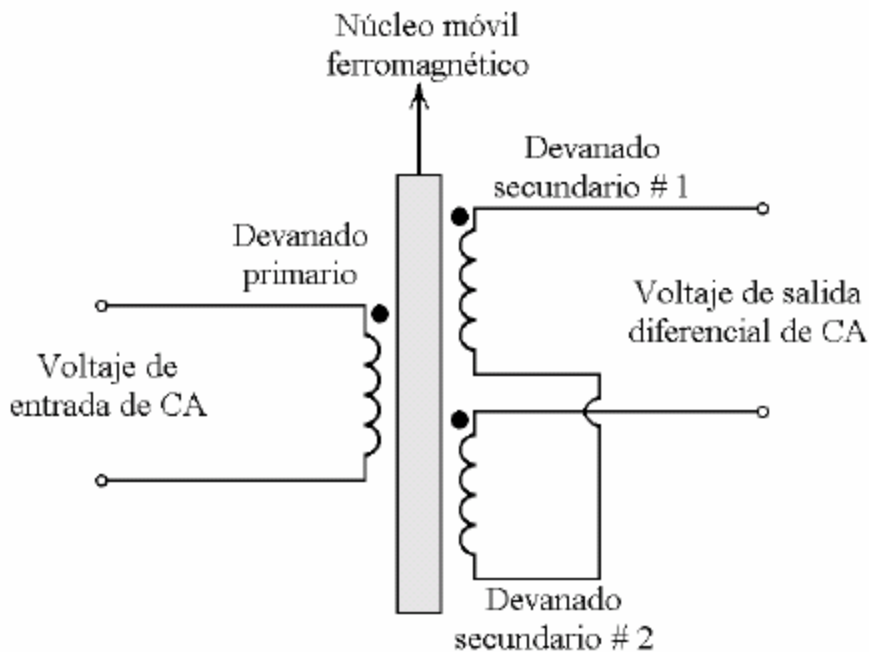 Núcleo móvil
ferromagnético
Devanado
secundario # 1
Devanado
primario
Voltaje de salida
diferencial de CA
Voltaje de
entrada de CA
Devanado
secundario # 2